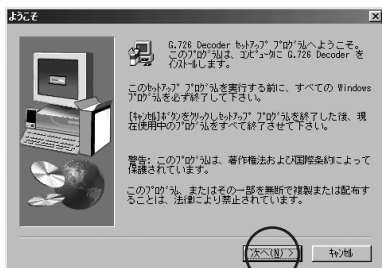 ようこそ
G.726 Decoder ｾｯﾄｱｯﾌﾟ ﾌﾟﾛｸﾞﾗﾑへようこそ。
このﾌﾟﾛｸﾞﾗﾑは、ｺﾝﾋﾟｭｰﾀに G.726 Decoder を
ｲﾝｽﾄｰﾙします。
このｾｯﾄｱｯﾌﾟ ﾌﾟﾛｸﾞﾗﾑを実行する前に、すべての Windows
ﾌﾟﾛｸﾞﾗﾑを必ず終了して下さい。
[ｷｬﾝｾﾙ]ﾎﾞﾀﾝをｸﾘｯｸしｾｯﾄｱｯﾌﾟ ﾌﾟﾛｸﾞﾗﾑを終了した後、現
在使用中のﾌﾟﾛｸﾞﾗﾑをすべて終了させて下さい。
警告: このﾌﾟﾛｸﾞﾗﾑは、著作権法および国際条約によって
保護されています。
このﾌﾟﾛｸﾞﾗﾑ、またはその一部を無断で複製または配布す
ることは、法律により禁止されています。
次へ(N) >
ｷｬﾝｾﾙ